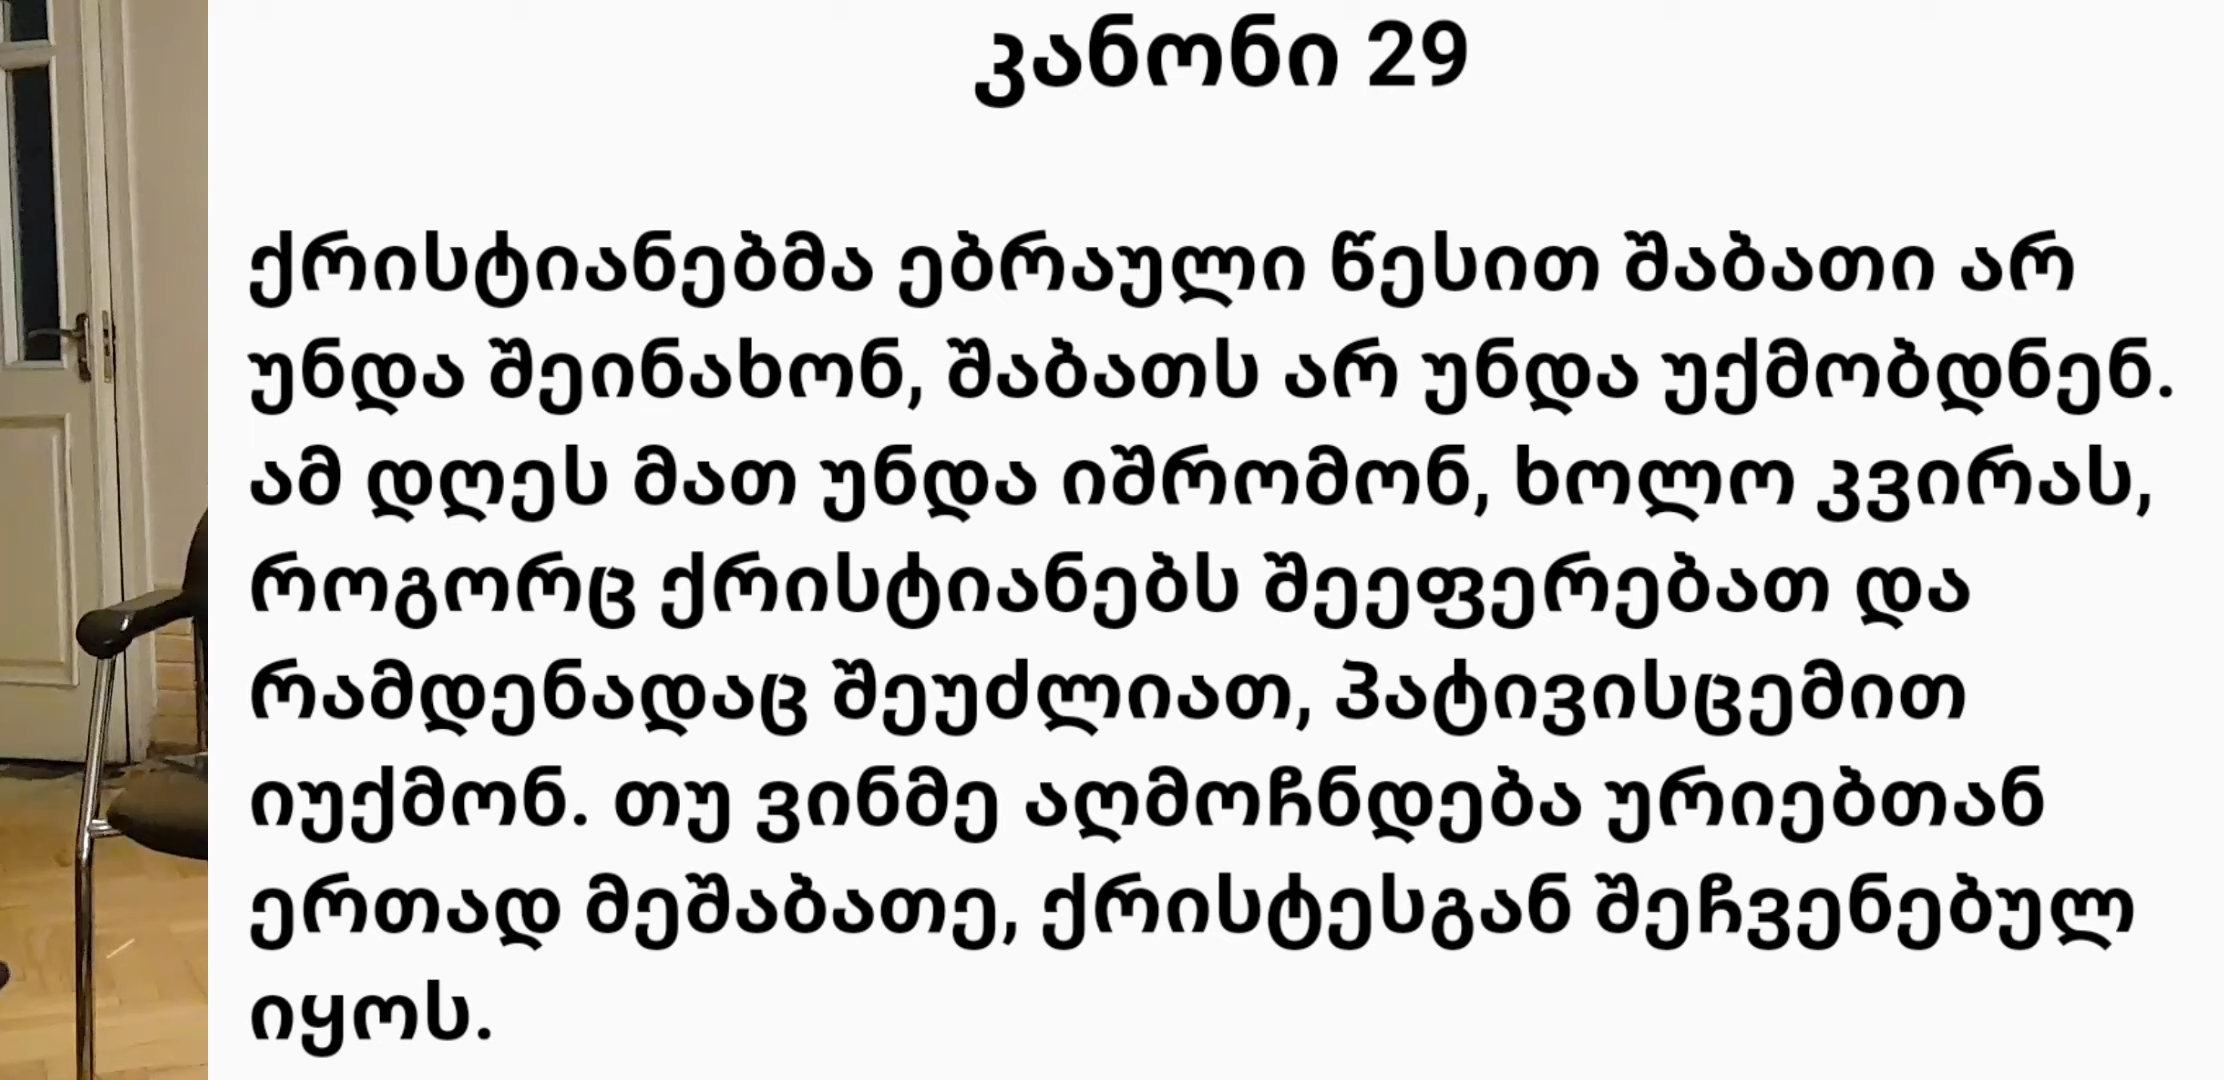 კანონი 29
ქრისტიანებმა ებრაული წესით შაბათი არ
უნდა შეინახონ, შაბათს არ უნდა უქმობდნენ.
ამ დღეს მათ უნდა იშრომონ, ხოლო კვირას,
როგორც ქრისტიანებს შეეფერებათ და
რამდენადაც შეუძლიათ, პატივისცემით
იუქმონ. თუ ვინმე აღმოჩნდება ურიებთან
ერთად მეშაბათე, ქრისტესგან შეჩვენებულ
იყოს.